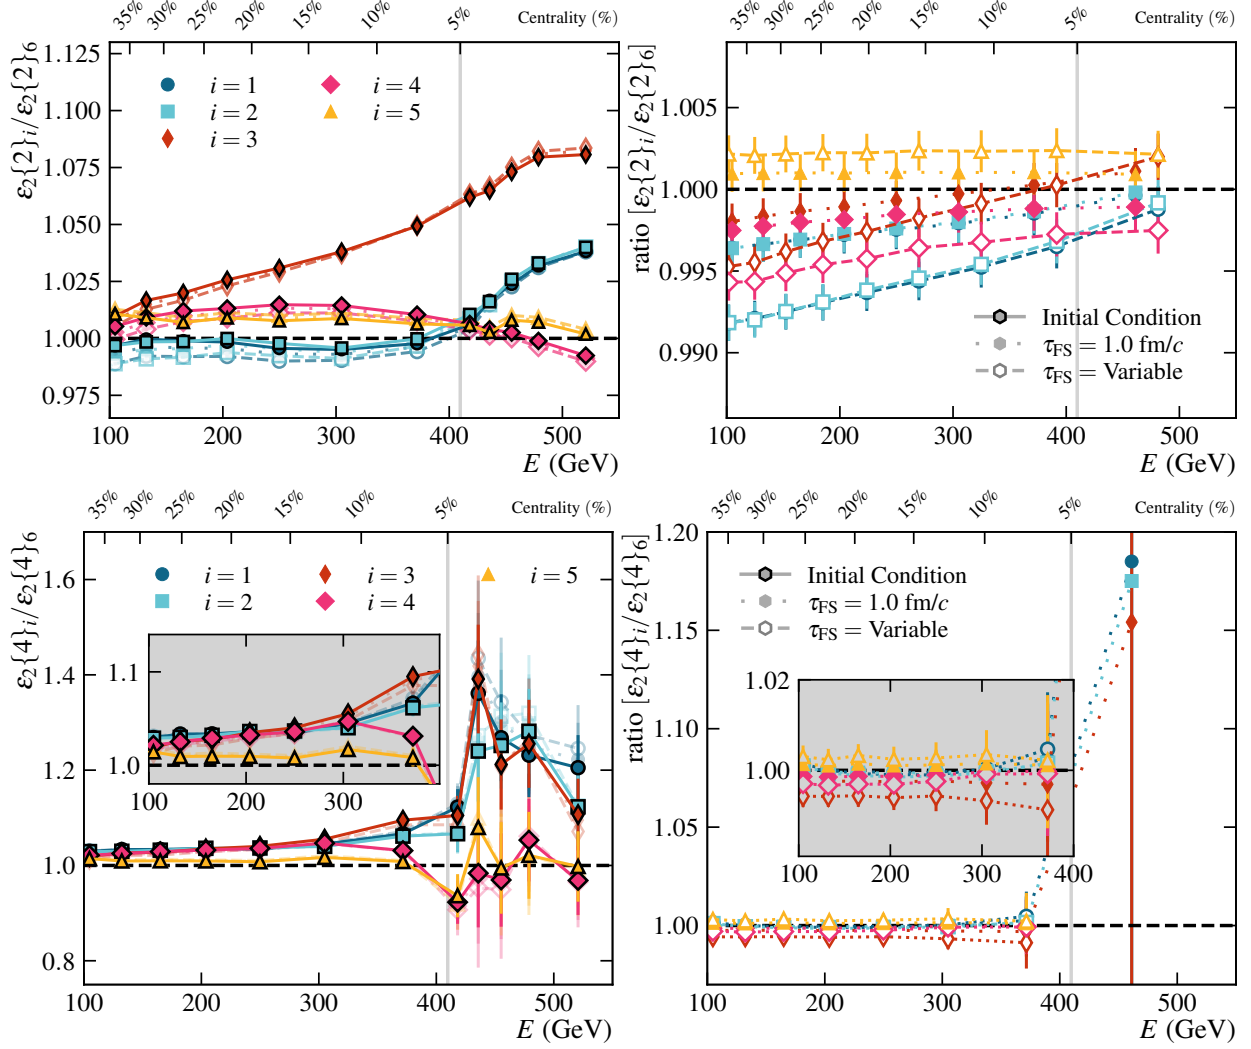 35% 30% 25% 20% 15% 10% 5% Centrality (%)
ε₂{2}ᵢ/ε₂{2}₆
1.125
1.100
1.075
1.050
1.025
1.000
0.975
i = 1
i = 2
i = 3
i = 4
i = 5
100 200 300 400 500
E (GeV)
35% 30% 25% 20% 15% 10% 5% Centrality (%)
ratio [ε₂{2}ᵢ/ε₂{2}₆]
1.005
1.000
0.995
0.990
Initial Condition
τFS = 1.0 fm/c
τFS = Variable
100 200 300 400 500
E (GeV)
35% 30% 25% 20% 15% 10% 5% Centrality (%)
ε₂{4}ᵢ/ε₂{4}₆
1.6
1.4
1.2
1.0
0.8
i = 1
i = 2
i = 3
i = 4
i = 5
1.1
1.0
100 200 300
100 200 300 400 500
E (GeV)
35% 30% 25% 20% 15% 10% 5% Centrality (%)
ratio [ε₂{4}ᵢ/ε₂{4}₆]
1.20
1.15
1.10
1.05
1.00
Initial Condition
τFS = 1.0 fm/c
τFS = Variable
1.02
1.00
100 200 300 400
100 200 300 400 500
E (GeV)